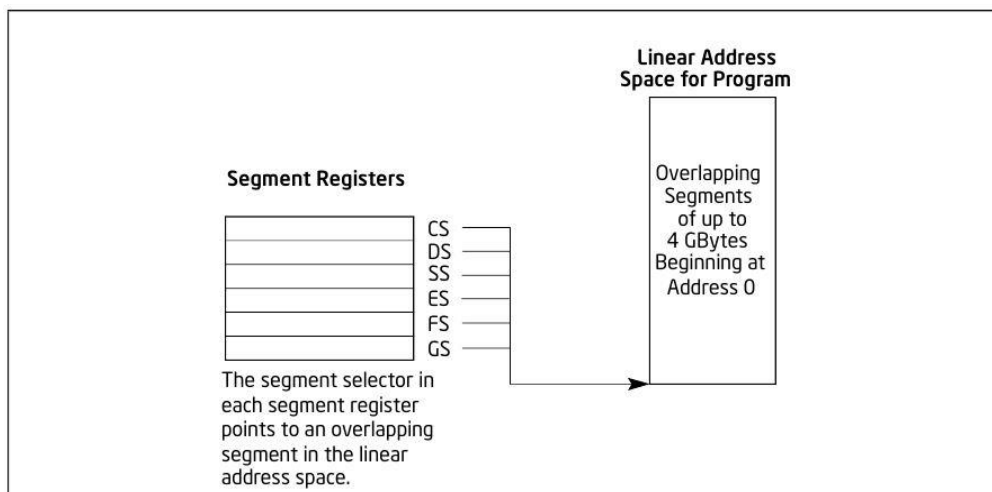 Linear Address
Space for Program
Overlapping
Segments
of up to
4 GBytes
Beginning at
Address 0
Segment Registers
CS
DS
SS
ES
FS
GS
The segment selector in
each segment register
points to an overlapping
segment in the linear
address space.